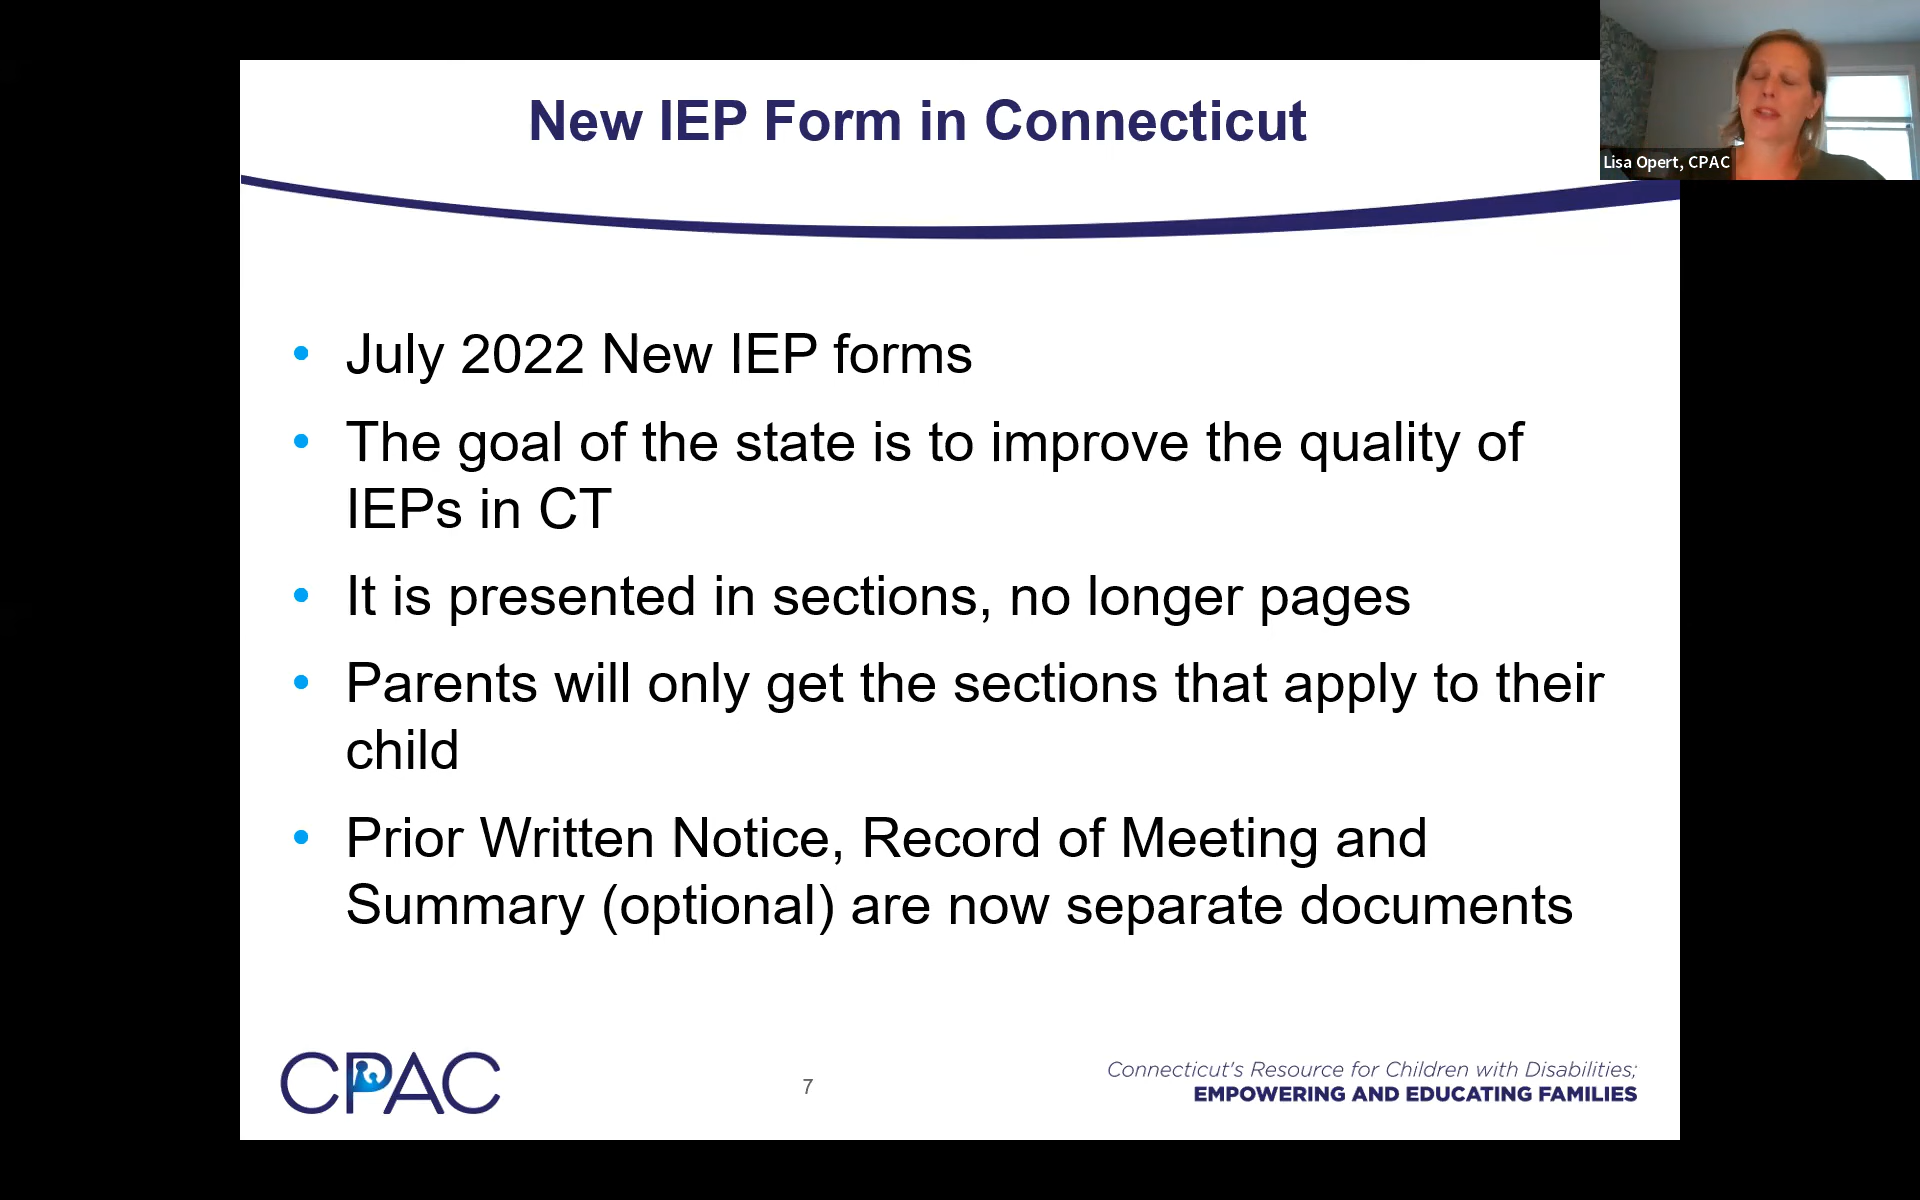 New IEP Form in Connecticut
Lisa Opert, CPAC
• July 2022 New IEP forms
• The goal of the state is to improve the quality of
IEPs in CT
• It is presented in sections, no longer pages
• Parents will only get the sections that apply to their
child
• Prior Written Notice, Record of Meeting and
Summary (optional) are now separate documents
CPAC
7
Connecticut's Resource for Children with Disabilities;
EMPOWERING AND EDUCATING FAMILIES